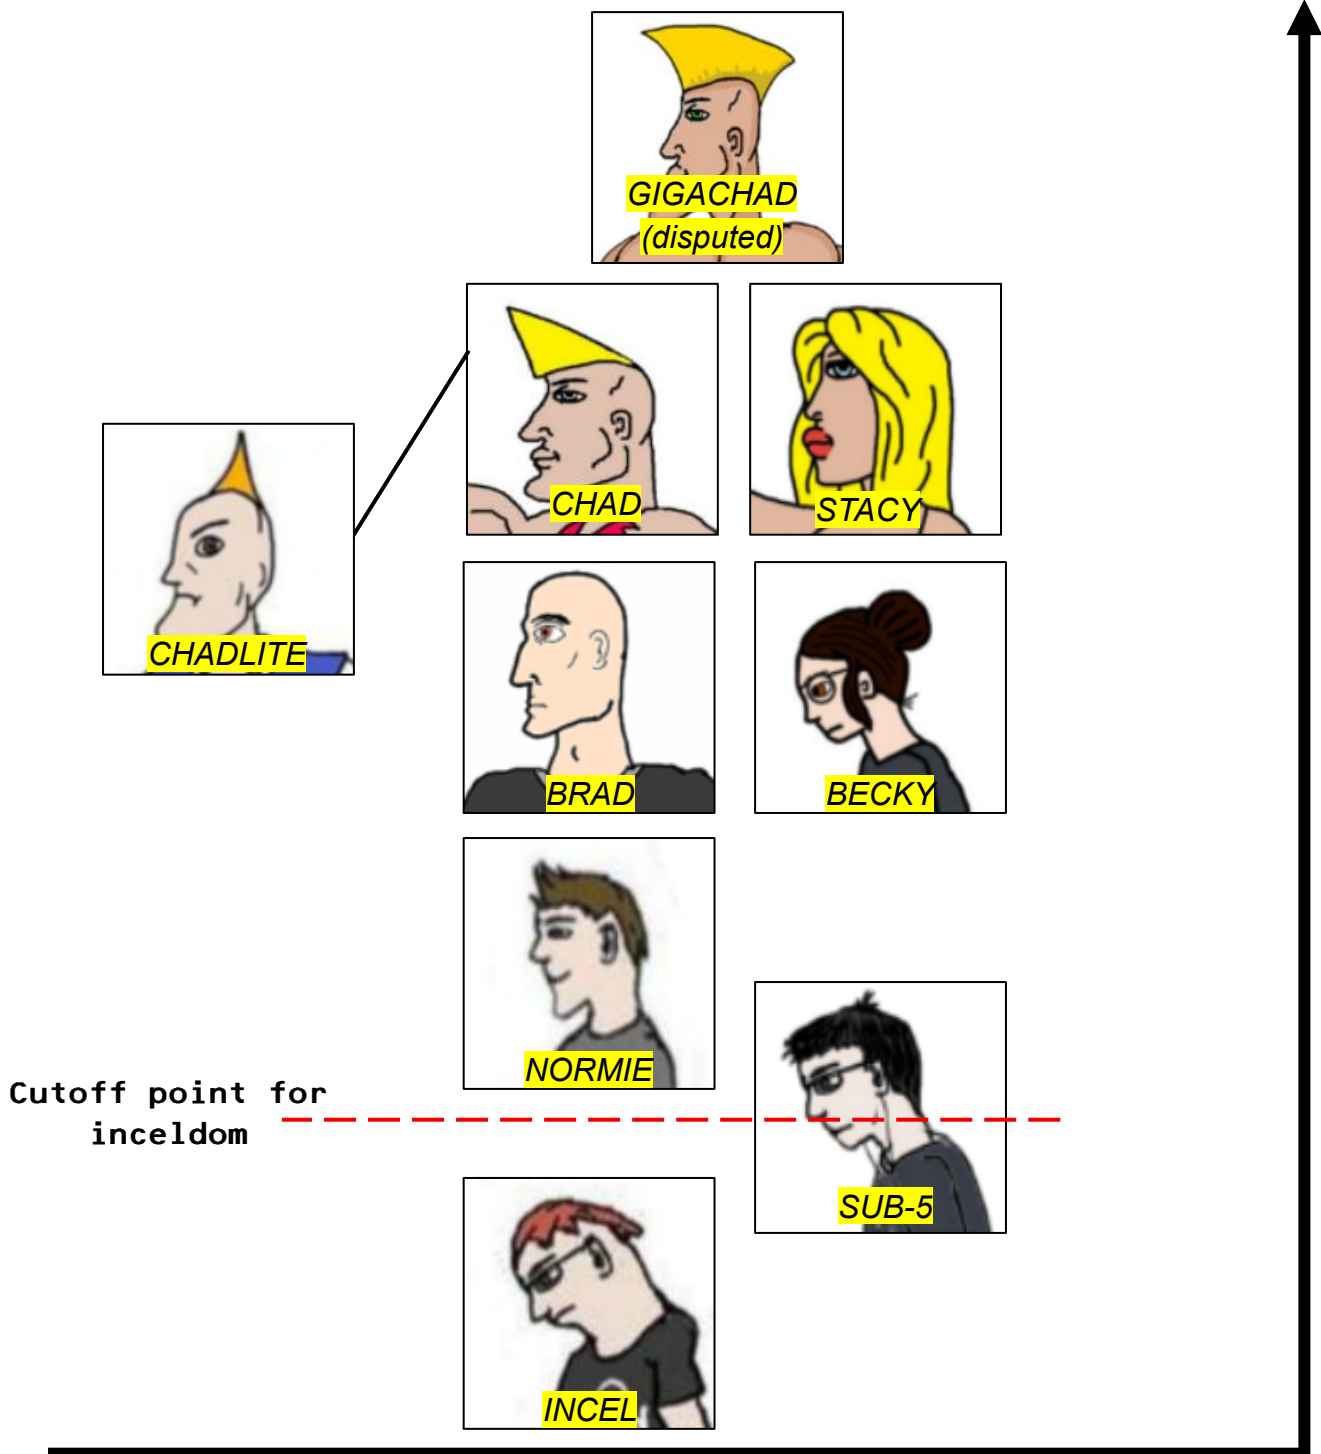 GIGACHAD
(disputed)
CHAD
STACY
CHADLITE
BRAD
BECKY
NORMIE
Cutoff point for
inceldom
SUB-5
INCEL